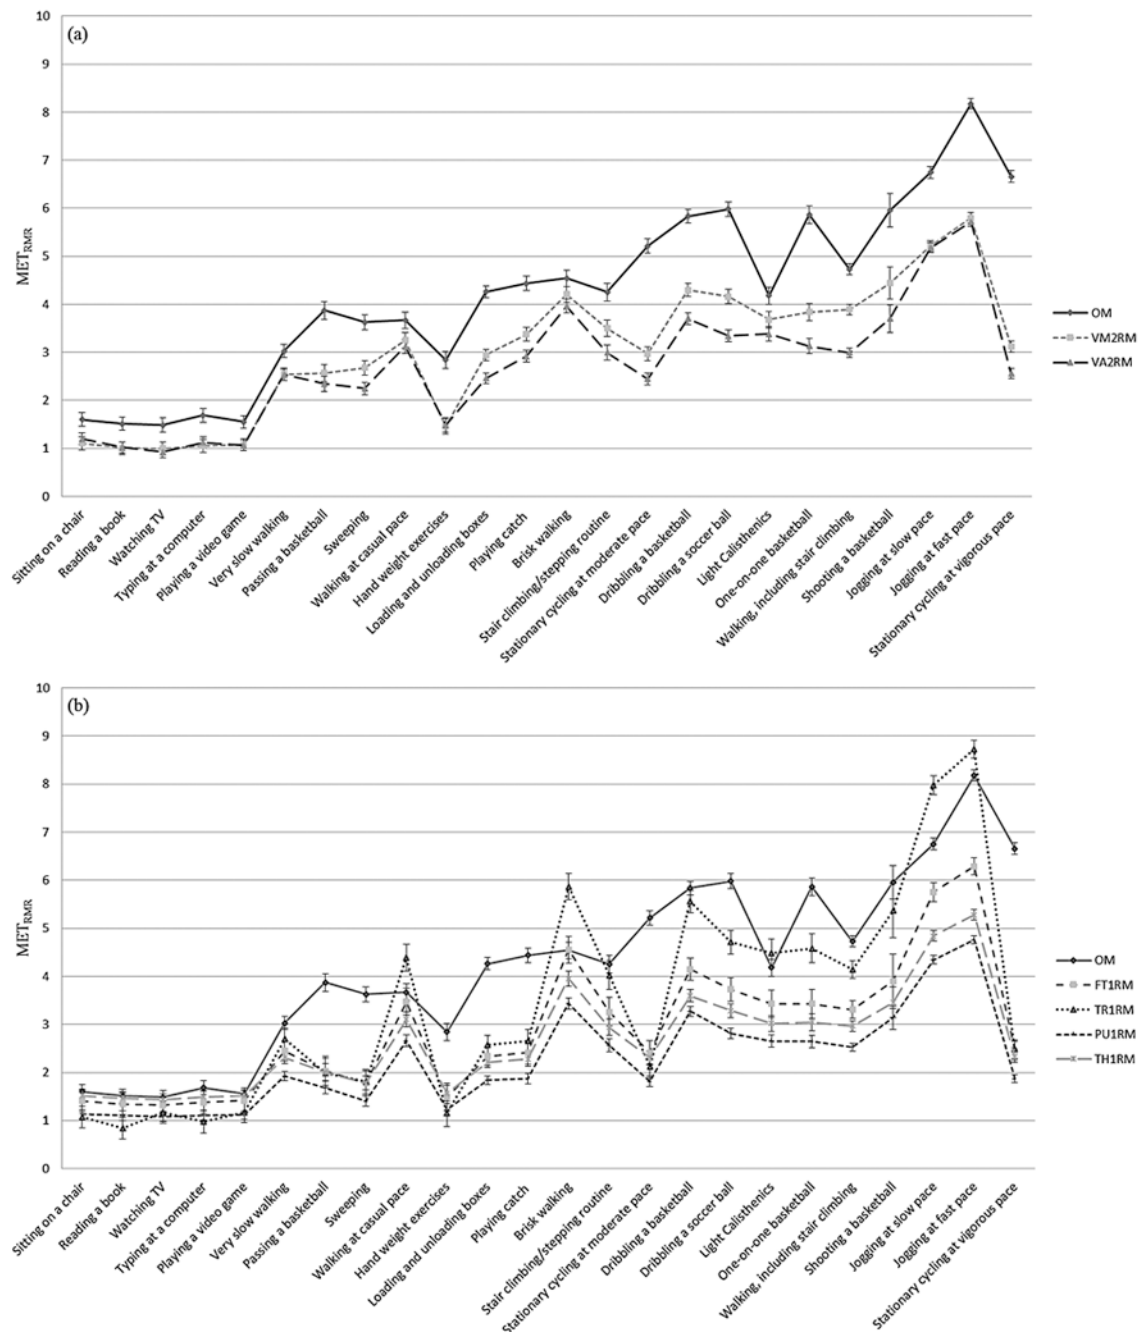 10
(a)
9
8
7
6
5
4
3
2
1
0
MET_RMR
OM
VM2RM
VA2RM
Sitting on a chair
Reading a book
Watching TV
Typing at a computer
Playing a video game
Very slow walking
Passing a basketball
Sweeping
Walking at casual pace
Hand weight exercises
Loading and unloading boxes
Playing catch
Brisk walking
Stair climbing/stepping routine
Stationary cycling at moderate pace
Dribbling a basketball
Dribbling a soccer ball
Light Calisthenics
One-on-one basketball
Walking, including stair climbing
Shooting a basketball
Jogging at slow pace
Jogging at fast pace
Stationary cycling at vigorous pace
10
(b)
9
8
7
6
5
4
3
2
1
0
MET_RMR
OM
FT1RM
TR1RM
PU1RM
TH1RM
Sitting on a chair
Reading a book
Watching TV
Typing at a computer
Playing a video game
Very slow walking
Passing a basketball
Sweeping
Walking at casual pace
Hand weight exercises
Loading and unloading boxes
Playing catch
Brisk walking
Stair climbing/stepping routine
Stationary cycling at moderate pace
Dribbling a basketball
Dribbling a soccer ball
Light Calisthenics
One-on-one basketball
Walking, including stair climbing
Shooting a basketball
Jogging at slow pace
Jogging at fast pace
Stationary cycling at vigorous pace